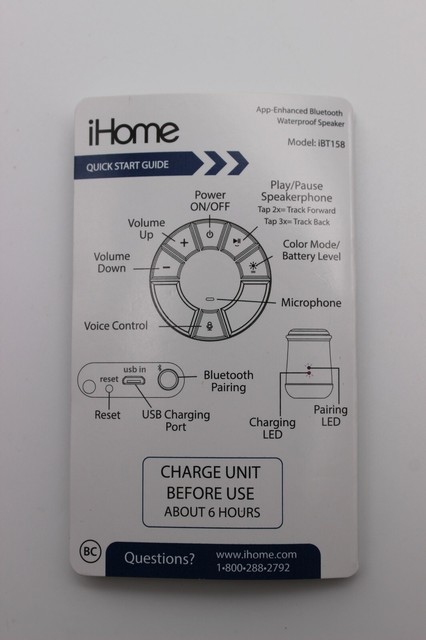 iHome
App-Enhanced Bluetooth
Waterproof Speaker
Model: iBT158
QUICK START GUIDE
Power
ON/OFF
Play/Pause
Speakerphone
Tap 2x= Track Forward
Tap 3x= Track Back
Volume
Up
Color Mode/
Battery Level
Volume
Down
Microphone
Voice Control
usb in
reset
Bluetooth
Pairing
Reset
USB Charging
Port
Charging
LED
Pairing
LED
CHARGE UNIT
BEFORE USE
ABOUT 6 HOURS
BC
Questions?
www.ihome.com
1•800•288•2792